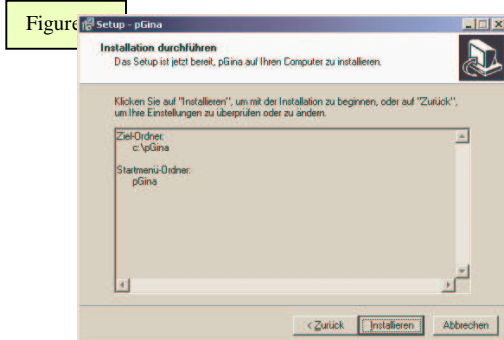 Figure
Setup - pGina
Installation durchführen
Das Setup ist jetzt bereit, pGina auf Ihren Computer zu installieren.
Klicken Sie auf "Installieren", um mit der Installation zu beginnen, oder auf "Zurück",
um Ihre Einstellungen zu überprüfen oder zu ändern.
Ziel-Ordner:
c:\pGina
Startmenü-Ordner:
pGina
< Zurück
Installieren
Abbrechen